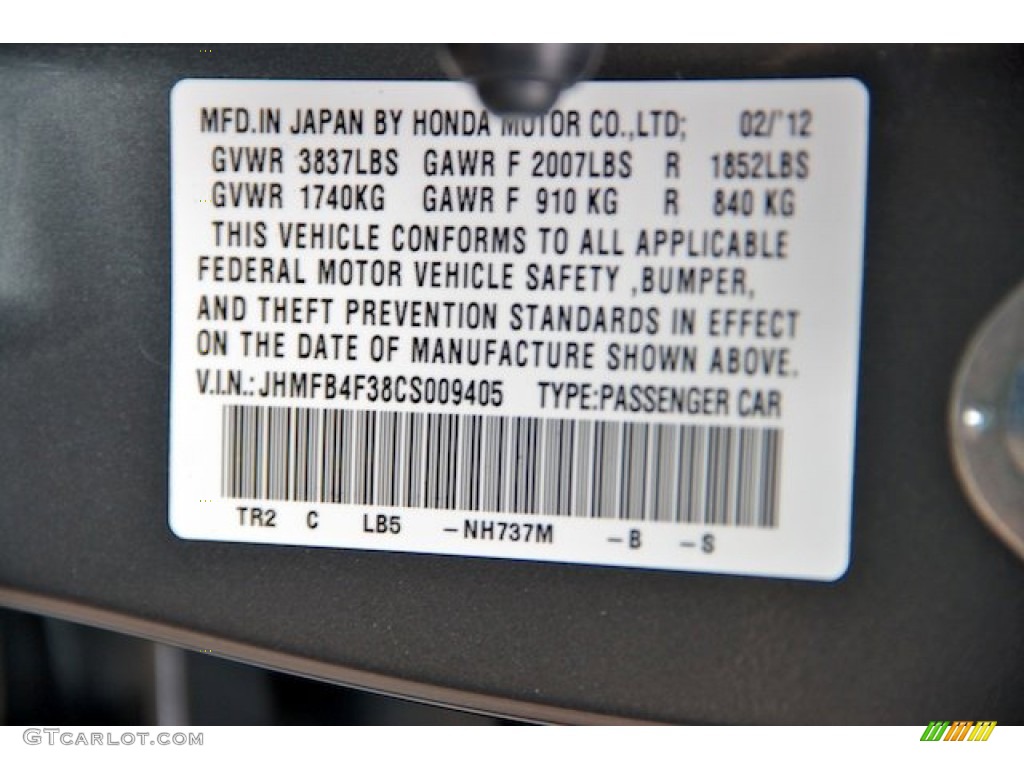 MFD.IN JAPAN BY HONDA MOTOR CO.,LTD; 02/'12
GVWR 3837LBS GAWR F 2007LBS R 1852LBS
GVWR 1740KG GAWR F 910 KG R 840 KG
THIS VEHICLE CONFORMS TO ALL APPLICABLE
FEDERAL MOTOR VEHICLE SAFETY ,BUMPER,
AND THEFT PREVENTION STANDARDS IN EFFECT
ON THE DATE OF MANUFACTURE SHOWN ABOVE.
V.I.N.: JHMFB4F38CS009405 TYPE:PASSENGER CAR
TR2 C LB5 –NH737M –B –S
GTCARLOT.COM